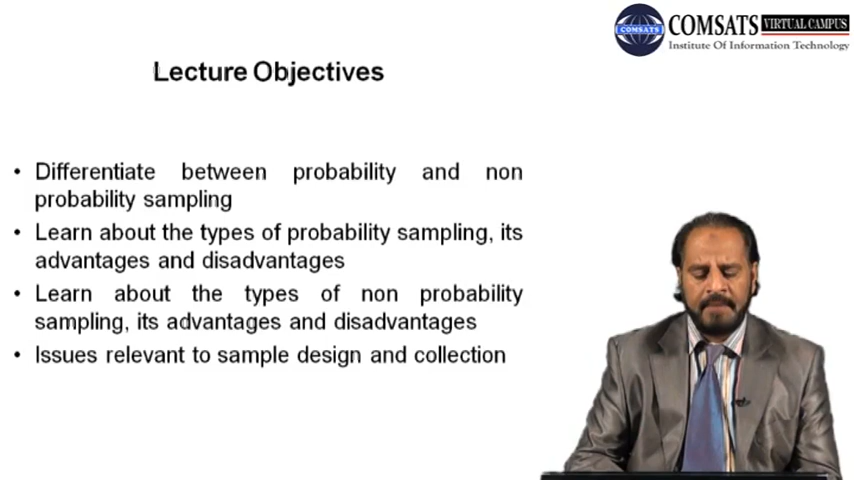 COMSATS VIRTUAL CAMPUS
COMSATS
Institute Of Information Technology
Lecture Objectives
• Differentiate between probability and non
probability sampling
• Learn about the types of probability sampling, its
advantages and disadvantages
• Learn about the types of non probability
sampling, its advantages and disadvantages
• Issues relevant to sample design and collection